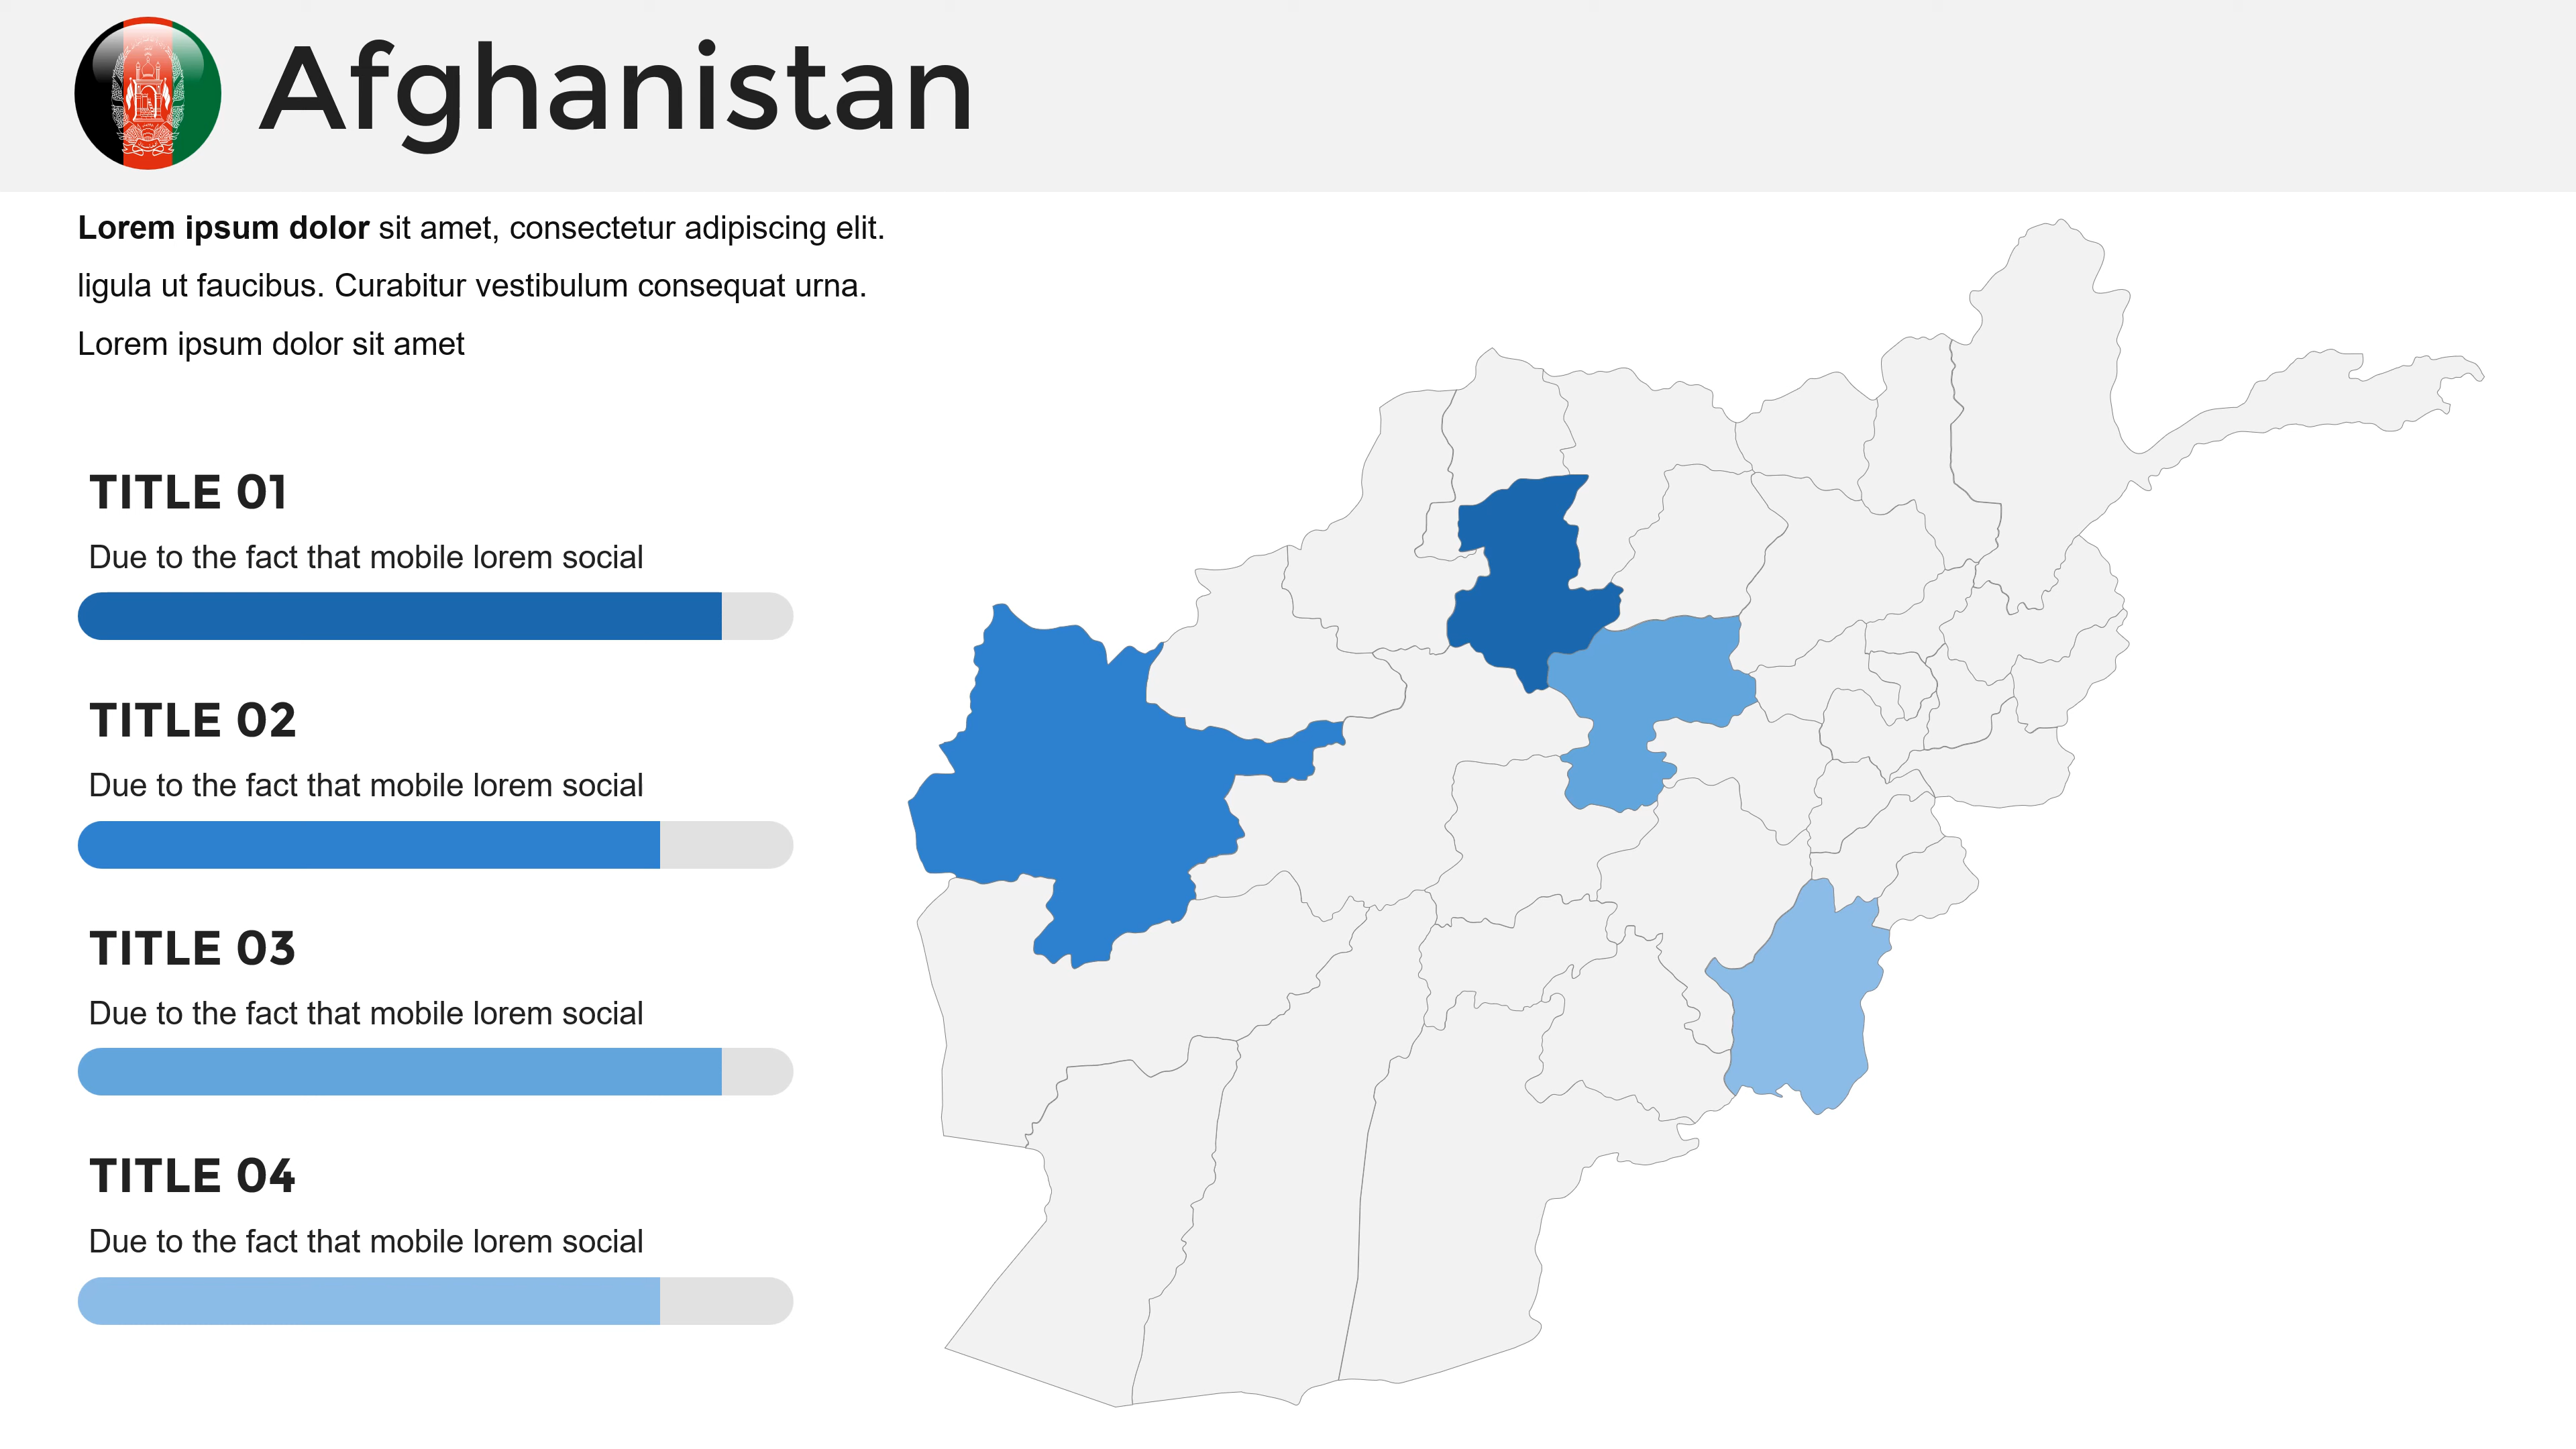 Afghanistan
Lorem ipsum dolor sit amet, consectetur adipiscing elit.
ligula ut faucibus. Curabitur vestibulum consequat urna.
Lorem ipsum dolor sit amet
TITLE 01
Due to the fact that mobile lorem social
TITLE 02
Due to the fact that mobile lorem social
TITLE 03
Due to the fact that mobile lorem social
TITLE 04
Due to the fact that mobile lorem social